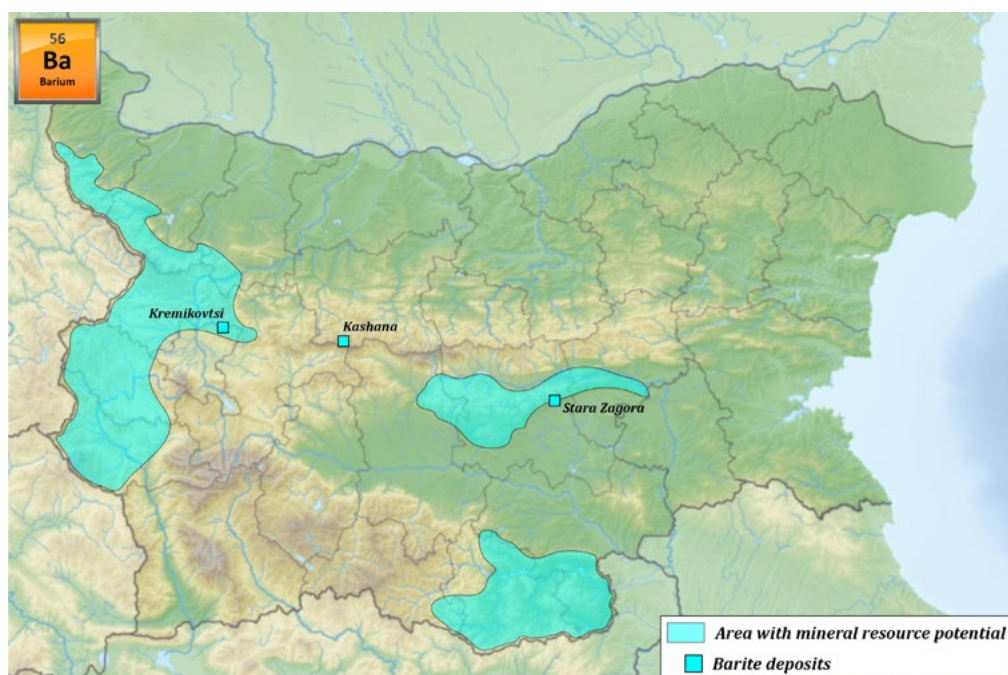 56
Ba
Barium
Kremikovtsi
Kashana
Stara Zagora
Area with mineral resource potential
Barite deposits